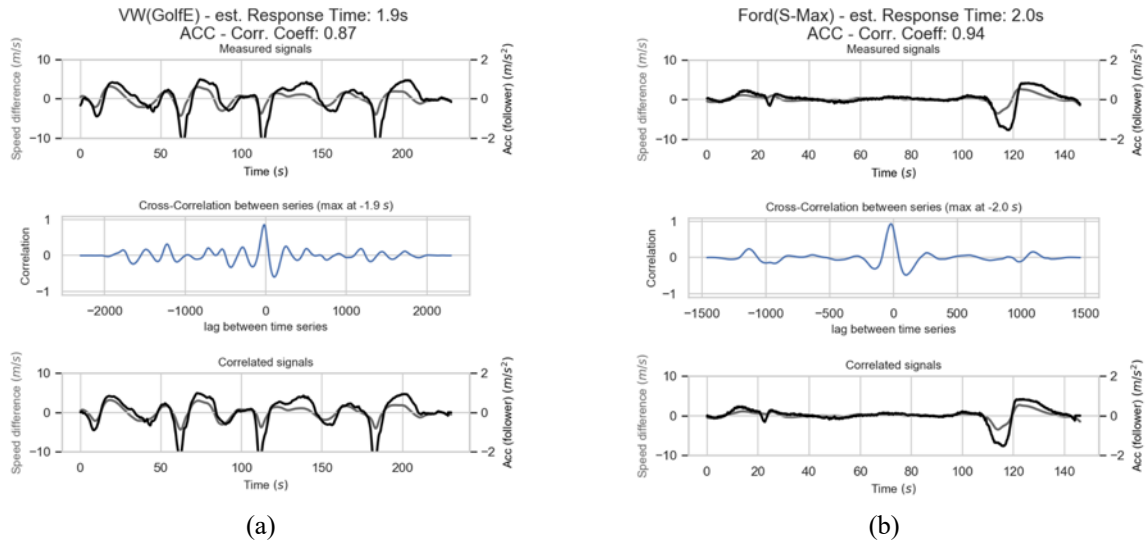 VW(GolfE) - est. Response Time: 1.9s
ACC - Corr. Coeff: 0.87
Measured signals
Speed difference (m/s)
10
0
−10
2
0
−2
Acc (follower) (m/s²)
0 50 100 150 200
Time (s)
Cross-Correlation between series (max at -1.9 s)
Correlation
1
0
−1
−2000 −1000 0 1000 2000
lag between time series
Correlated signals
Speed difference (m/s)
10
0
−10
2
0
−2
Acc (follower) (m/s²)
0 50 100 150 200
Time (s)
(a)
Ford(S-Max) - est. Response Time: 2.0s
ACC - Corr. Coeff: 0.94
Measured signals
Speed difference (m/s)
10
0
−10
2
0
−2
Acc (follower) (m/s²)
0 20 40 60 80 100 120 140
Time (s)
Cross-Correlation between series (max at -2.0 s)
Correlation
1
0
−1
−1500 −1000 −500 0 500 1000 1500
lag between time series
Correlated signals
Speed difference (m/s)
10
0
−10
2
0
−2
Acc (follower) (m/s²)
0 20 40 60 80 100 120 140
Time (s)
(b)